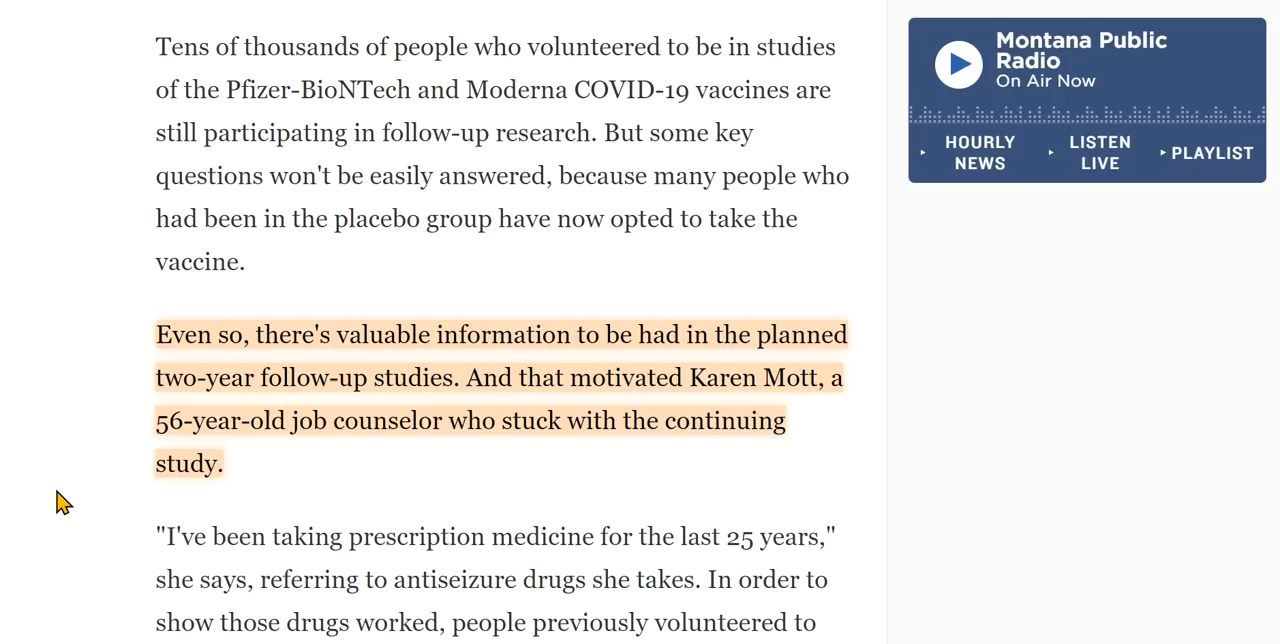 Tens of thousands of people who volunteered to be in studies
of the Pfizer-BioNTech and Moderna COVID-19 vaccines are
still participating in follow-up research. But some key
questions won't be easily answered, because many people who
had been in the placebo group have now opted to take the
vaccine.
Even so, there's valuable information to be had in the planned
two-year follow-up studies. And that motivated Karen Mott, a
56-year-old job counselor who stuck with the continuing
study.
"I've been taking prescription medicine for the last 25 years,"
she says, referring to antiseizure drugs she takes. In order to
show those drugs worked, people previously volunteered to
Montana Public
Radio
On Air Now
HOURLY
NEWS
LISTEN
LIVE
PLAYLIST